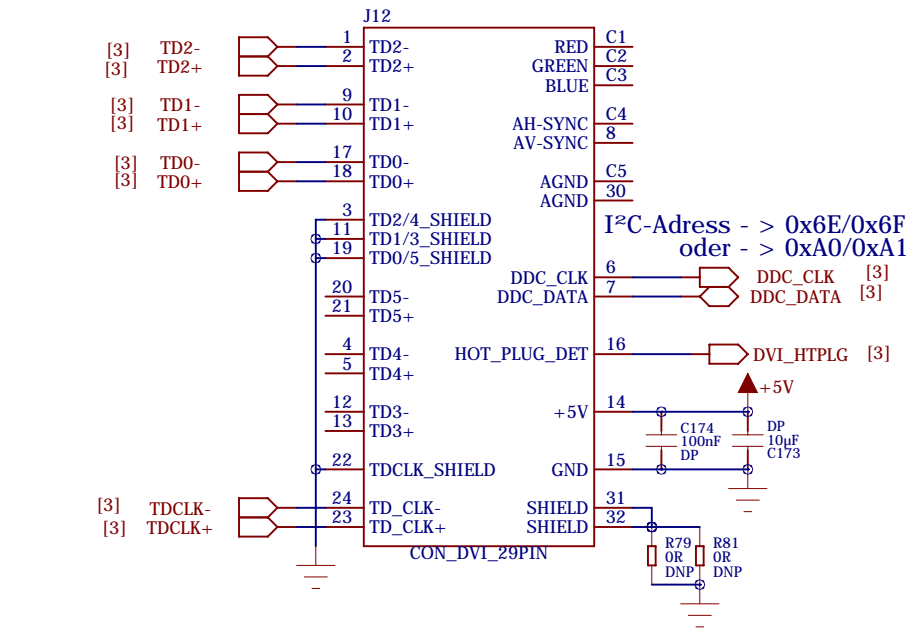 J12
[3] TD2- 1 TD2- RED C1
[3] TD2+ 2 TD2+ GREEN C2
BLUE C3
[3] TD1- 9 TD1-
[3] TD1+ 10 TD1+ AH-SYNC C4
AV-SYNC 8
[3] TD0- 17 TD0-
[3] TD0+ 18 TD0+ AGND C5
AGND 30
3 TD2/4_SHIELD
11 TD1/3_SHIELD
19 TD0/5_SHIELD
I²C-Adress - > 0x6E/0x6F
oder - > 0xA0/0xA1
DDC_CLK 6 DDC_CLK [3]
20 TD5- DDC_DATA 7 DDC_DATA [3]
21 TD5+
4 TD4- HOT_PLUG_DET 16 DVI_HTPLG [3]
5 TD4+
+5V
12 TD3- +5V 14
13 TD3+
C174
100nF
DP
DP
10µF
C173
22 TDCLK_SHIELD GND 15
[3] TDCLK- 24 TD_CLK- SHIELD 31
[3] TDCLK+ 23 TD_CLK+ SHIELD 32
CON_DVI_29PIN
R79
0R
DNP
R81
0R
DNP